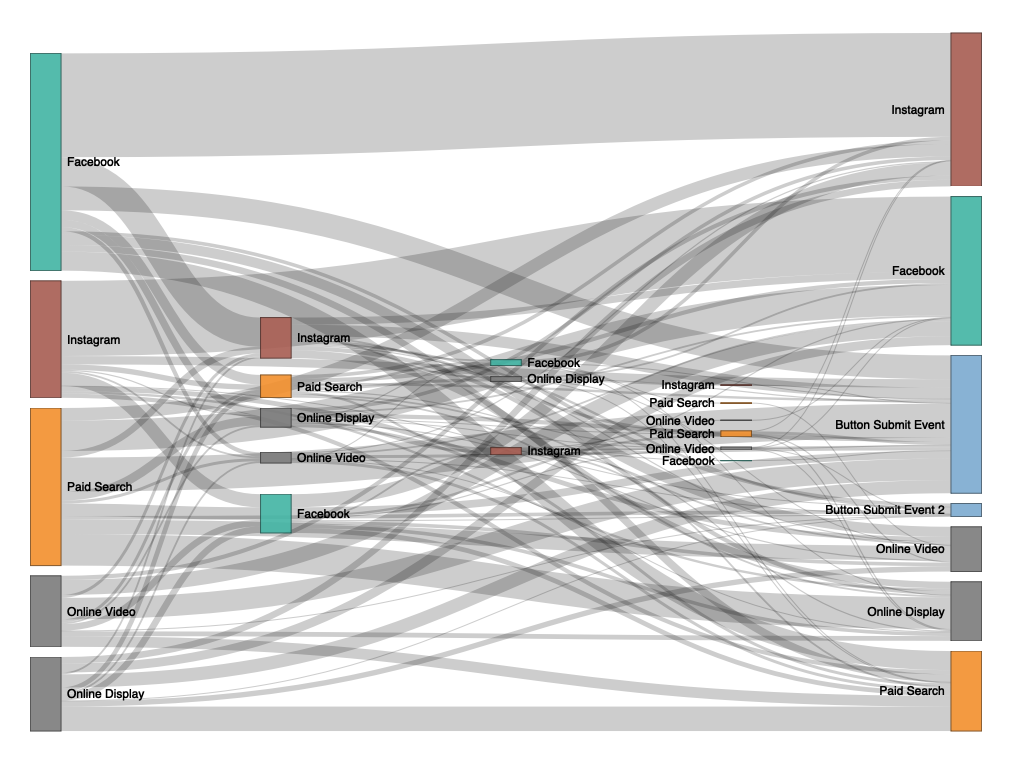 Facebook
Instagram
Paid Search
Online Video
Online Display
Instagram
Paid Search
Online Display
Online Video
Facebook
Facebook
Online Display
Instagram
Instagram
Paid Search
Online Video
Paid Search
Online Video
Facebook
Instagram
Facebook
Button Submit Event
Button Submit Event 2
Online Video
Online Display
Paid Search